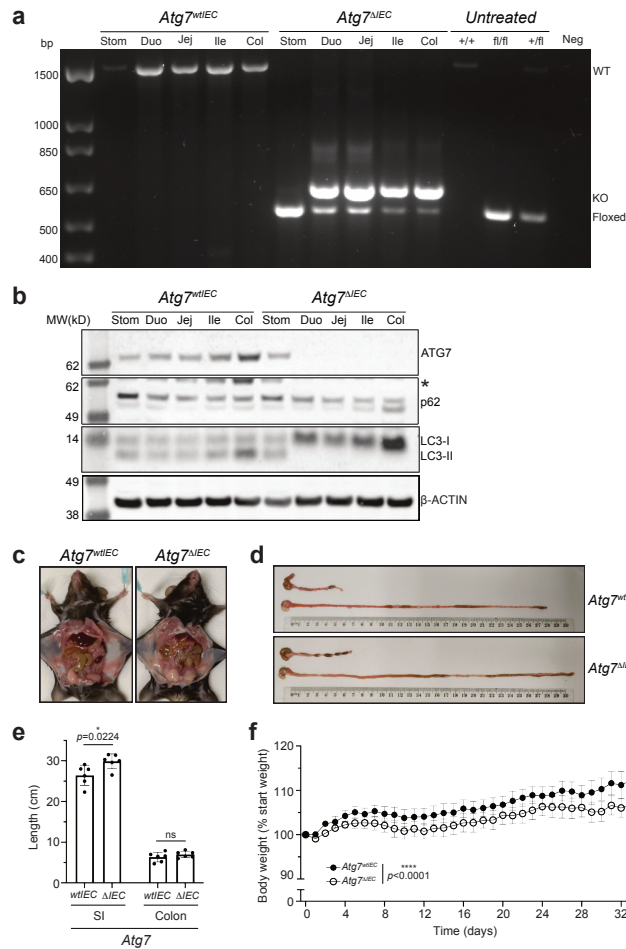 a
Atg7wtIEC Atg7ΔIEC Untreated
bp Stom Duo Jej Ile Col Stom Duo Jej Ile Col +/+ fl/fl +/fl Neg
1500 WT
1000
850
650 KO
Floxed
500
400
b
Atg7wtIEC Atg7ΔIEC
MW(kD) Stom Duo Jej Ile Col Stom Duo Jej Ile Col
ATG7
62
62 *
p62
49
14 LC3-I
LC3-II
49
β-ACTIN
38
c
Atg7wtIEC Atg7ΔIEC
d
Atg7wt
Atg7ΔI
e
*
p=0.0224
ns
30
20
10
0
Length (cm)
wtIEC ΔIEC wtIEC ΔIEC
SI Colon
Atg7
f
120
110
100
90
0
Body weight (% start weight)
Atg7wtIEC
Atg7ΔIEC
****
p<0.0001
0 4 8 12 16 20 24 28 32
Time (days)